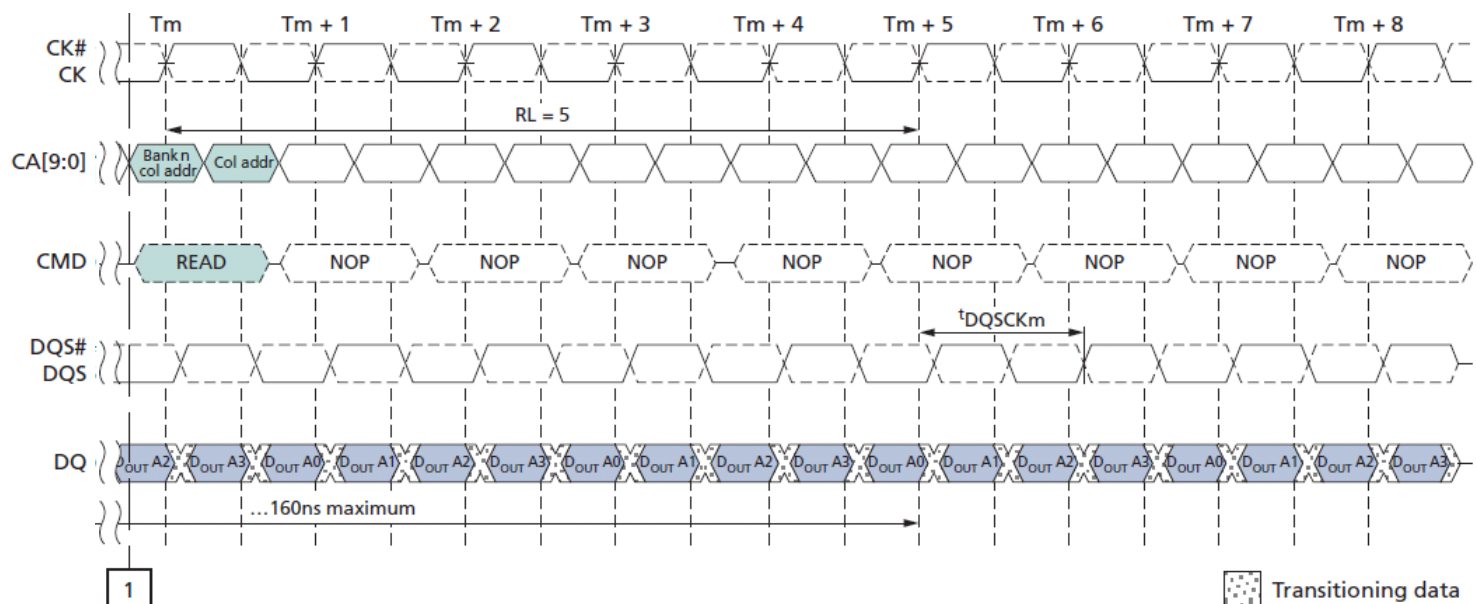 Tm Tm + 1 Tm + 2 Tm + 3 Tm + 4 Tm + 5 Tm + 6 Tm + 7 Tm + 8
CK#
CK
RL = 5
CA[9:0] Bank n col addr Col addr
CMD READ NOP NOP NOP NOP NOP NOP NOP NOP
tDQSCKm
DQS#
DQS
DQ DOUT A2 DOUT A3 DOUT A0 DOUT A1 DOUT A2 DOUT A3 DOUT A0 DOUT A1 DOUT A2 DOUT A3 DOUT A0 DOUT A1 DOUT A2 DOUT A3 DOUT A0 DOUT A1 DOUT A2 DOUT A3
…160ns maximum
1
Transitioning data